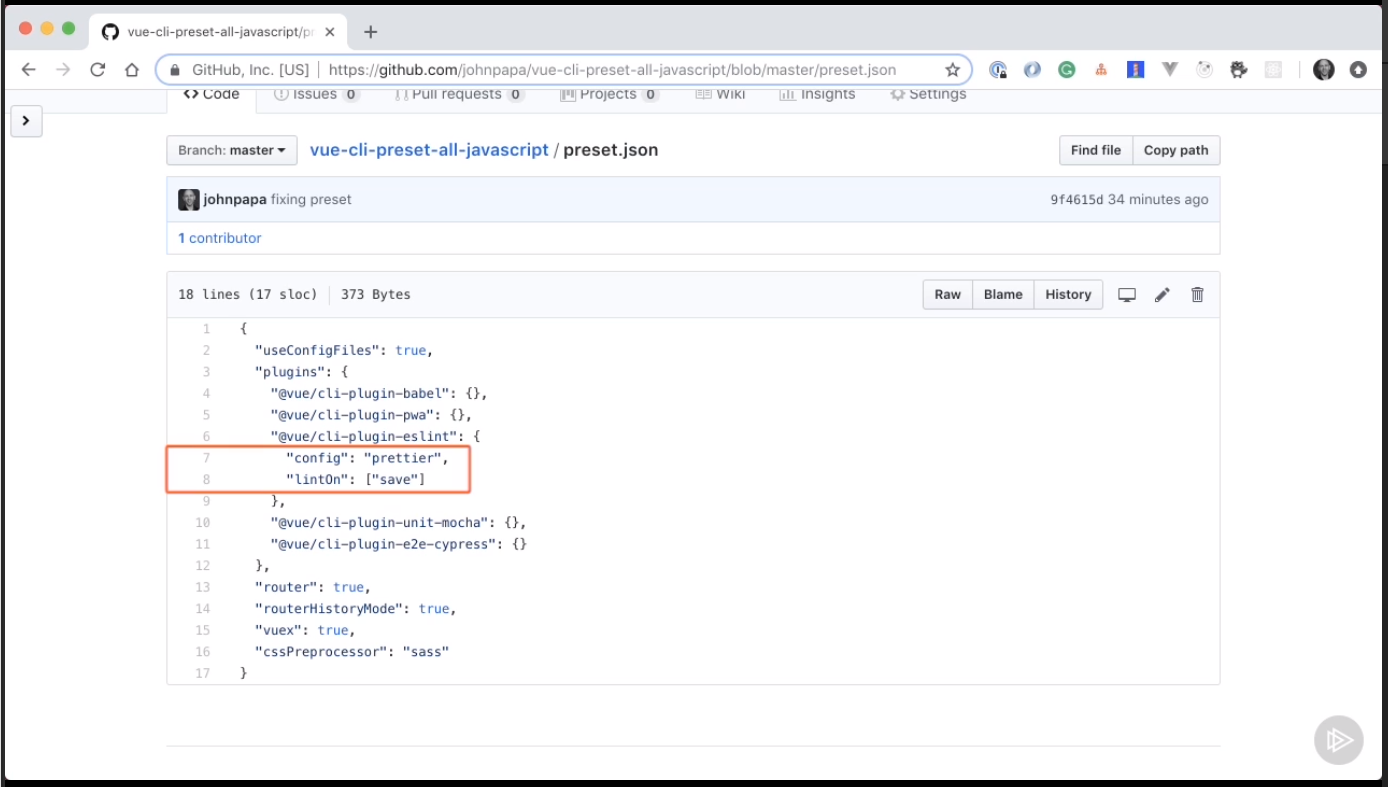 vue-cli-preset-all-javascript/pr
GitHub, Inc. [US] https://github.com/johnpapa/vue-cli-preset-all-javascript/blob/master/preset.json
Code Issues 0 Pull requests 0 Projects 0 Wiki Insights Settings
Branch: master vue-cli-preset-all-javascript / preset.json Find file Copy path
johnpapa fixing preset 9f4615d 34 minutes ago
1 contributor
18 lines (17 sloc) 373 Bytes Raw Blame History
1 {
2 "useConfigFiles": true,
3 "plugins": {
4 "@vue/cli-plugin-babel": {},
5 "@vue/cli-plugin-pwa": {},
6 "@vue/cli-plugin-eslint": {
7 "config": "prettier",
8 "lintOn": ["save"]
9 },
10 "@vue/cli-plugin-unit-mocha": {},
11 "@vue/cli-plugin-e2e-cypress": {}
12 },
13 "router": true,
14 "routerHistoryMode": true,
15 "vuex": true,
16 "cssPreprocessor": "sass"
17 }